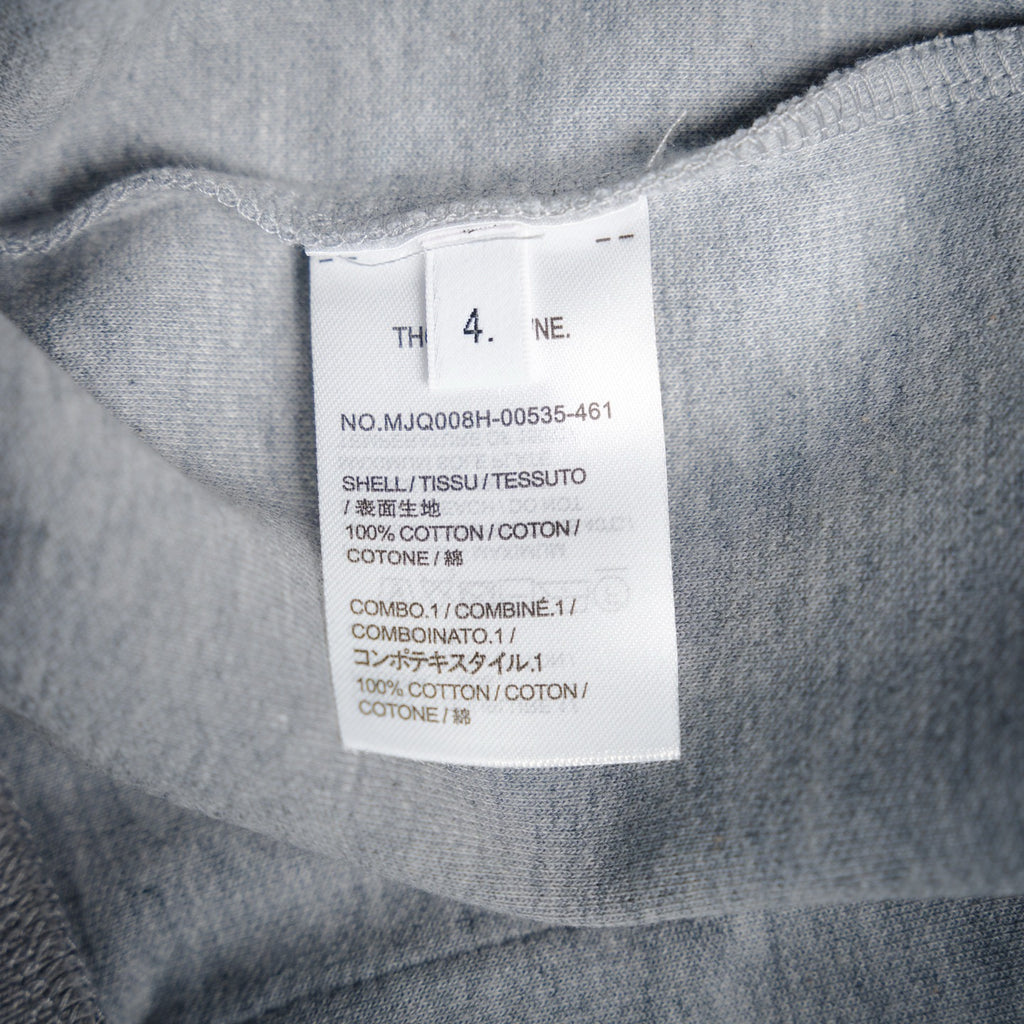 4.
NO.MJQ008H-00535-461
SHELL / TISSU / TESSUTO
/ 表面生地
100% COTTON / COTON /
COTONE / 綿
COMBO.1 / COMBINÉ.1 /
COMBOINATO.1 /
コンポテキスタイル.1
100% COTTON / COTON /
COTONE / 綿